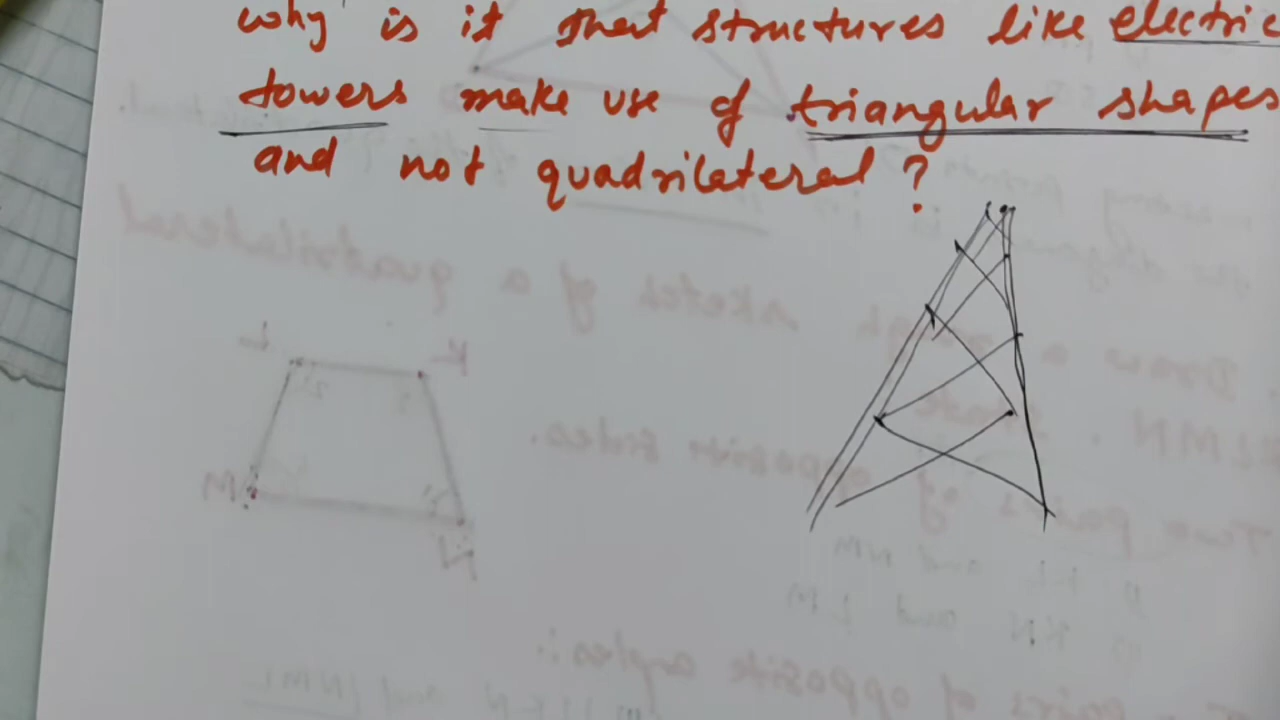 why is it that structures like electric
towers make use of triangular shapes
and not quadrilateral ?